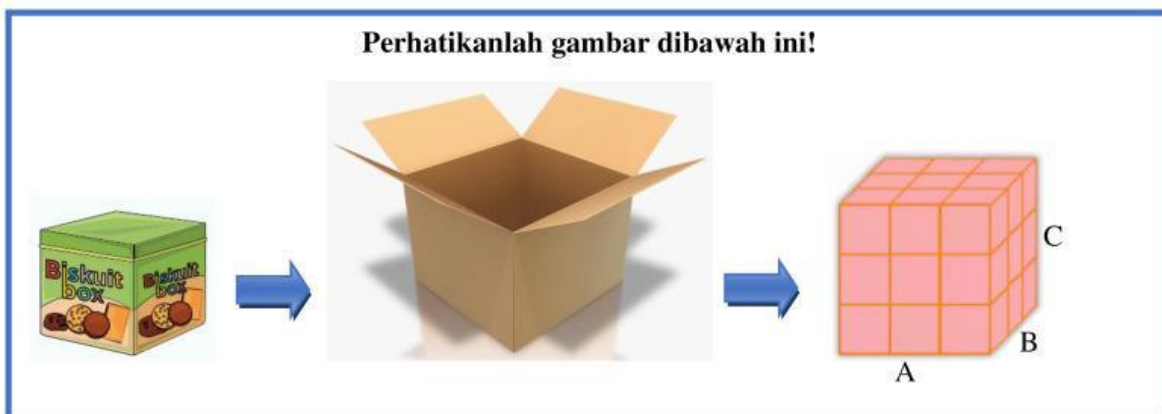 Perhatikanlah gambar dibawah ini!
Biskuit
box
Biskuit
box
C
B
A